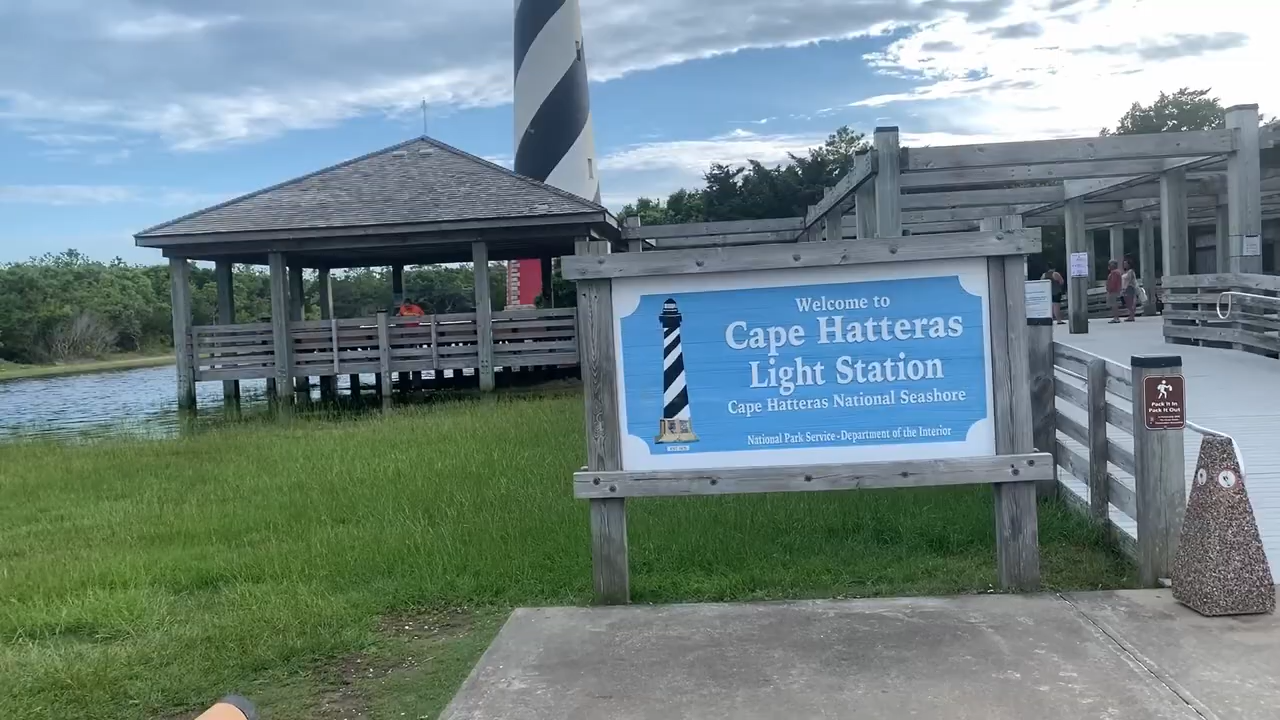 Welcome to
Cape Hatteras
Light Station
Cape Hatteras National Seashore
National Park Service - Department of the Interior
Pack It In
Pack It Out